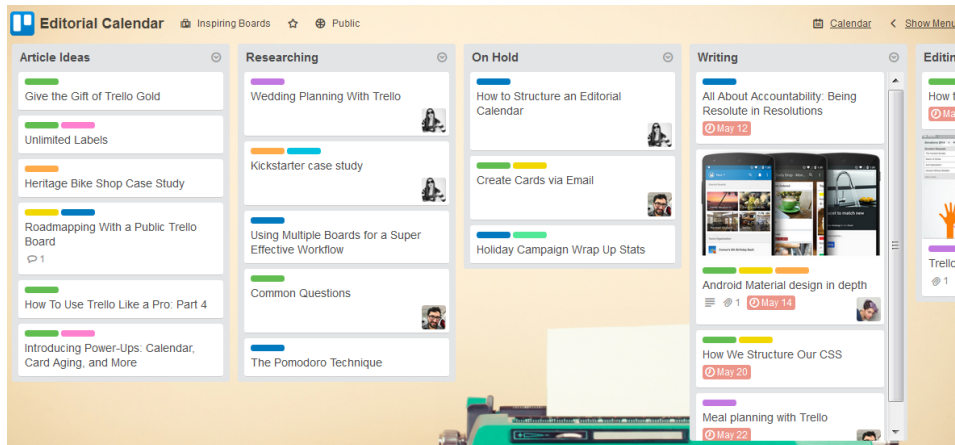 Editorial Calendar
Inspiring Boards
Public
Calendar
Show Menu
Article Ideas
Give the Gift of Trello Gold
Unlimited Labels
Heritage Bike Shop Case Study
Roadmapping With a Public Trello
Board
1
How To Use Trello Like a Pro: Part 4
Introducing Power-Ups: Calendar,
Card Aging, and More
Researching
Wedding Planning With Trello
Kickstarter case study
Using Multiple Boards for a Super
Effective Workflow
Common Questions
The Pomodoro Technique
On Hold
How to Structure an Editorial
Calendar
Create Cards via Email
Holiday Campaign Wrap Up Stats
Writing
All About Accountability: Being
Resolute in Resolutions
May 12
Android Material design in depth
1 May 14
How We Structure Our CSS
May 20
Meal planning with Trello
May 22
Editin
How t
Ma
Trello
1